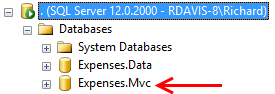 . (SQL Server 12.0.2000 - RDAVIS-8\Richard)
Databases
System Databases
Expenses.Data
Expenses.Mvc